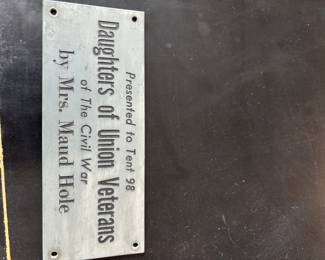 Presented to Tent 98
Daughters of Union Veterans
of The Civil War
by Mrs. Maud Hole